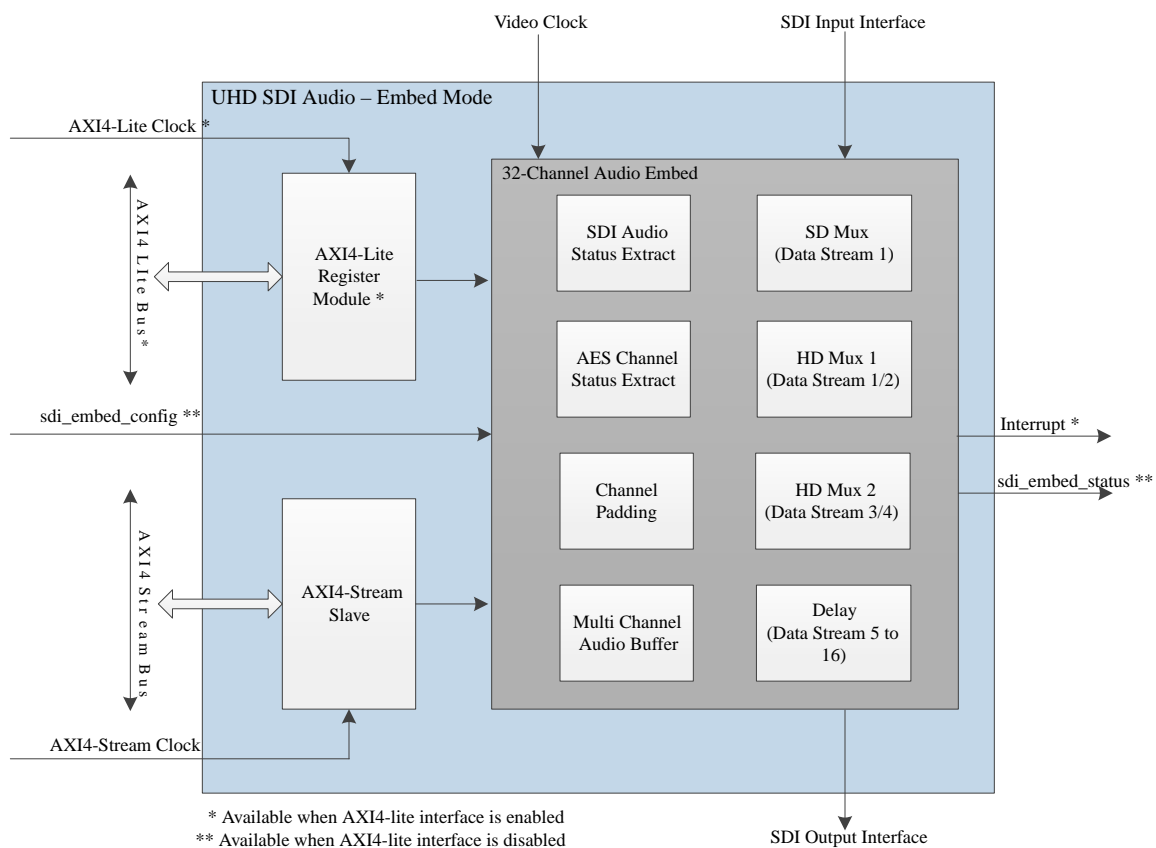 Video Clock
SDI Input Interface
UHD SDI Audio – Embed Mode
AXI4-Lite Clock *
32-Channel Audio Embed
AXI4 LIte Bus*
AXI4-Lite
Register
Module *
SDI Audio
Status Extract
SD Mux
(Data Stream 1)
AES Channel
Status Extract
HD Mux 1
(Data Stream 1/2)
sdi_embed_config **
Interrupt *
Channel
Padding
HD Mux 2
(Data Stream 3/4)
sdi_embed_status **
AXI4 Stream Bus
AXI4-Stream
Slave
Multi Channel
Audio Buffer
Delay
(Data Stream 5 to
16)
AXI4-Stream Clock
* Available when AXI4-lite interface is enabled
** Available when AXI4-lite interface is disabled
SDI Output Interface